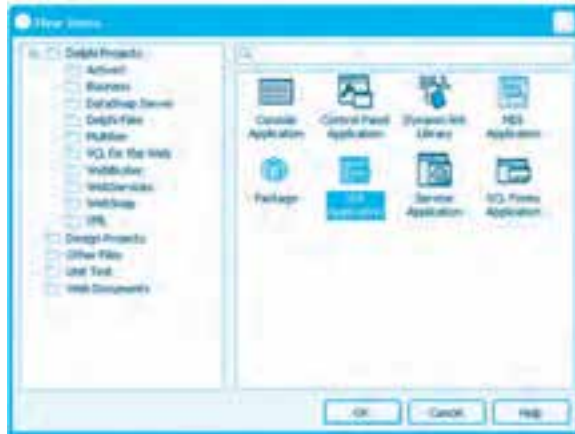 New Items
Delphi Projects
ActiveX
Business
DataSnap Server
Delphi Files
Multitier
VCL for the Web
WebBroker
WebServices
WebSnap
XML
Design Projects
Other Files
Unit Test
Web Documents
Console Application
Control Panel Application
Dynamic-link Library
MDI Application
Package
Application
Service Application
VCL Forms Application
OK
Cancel
Help